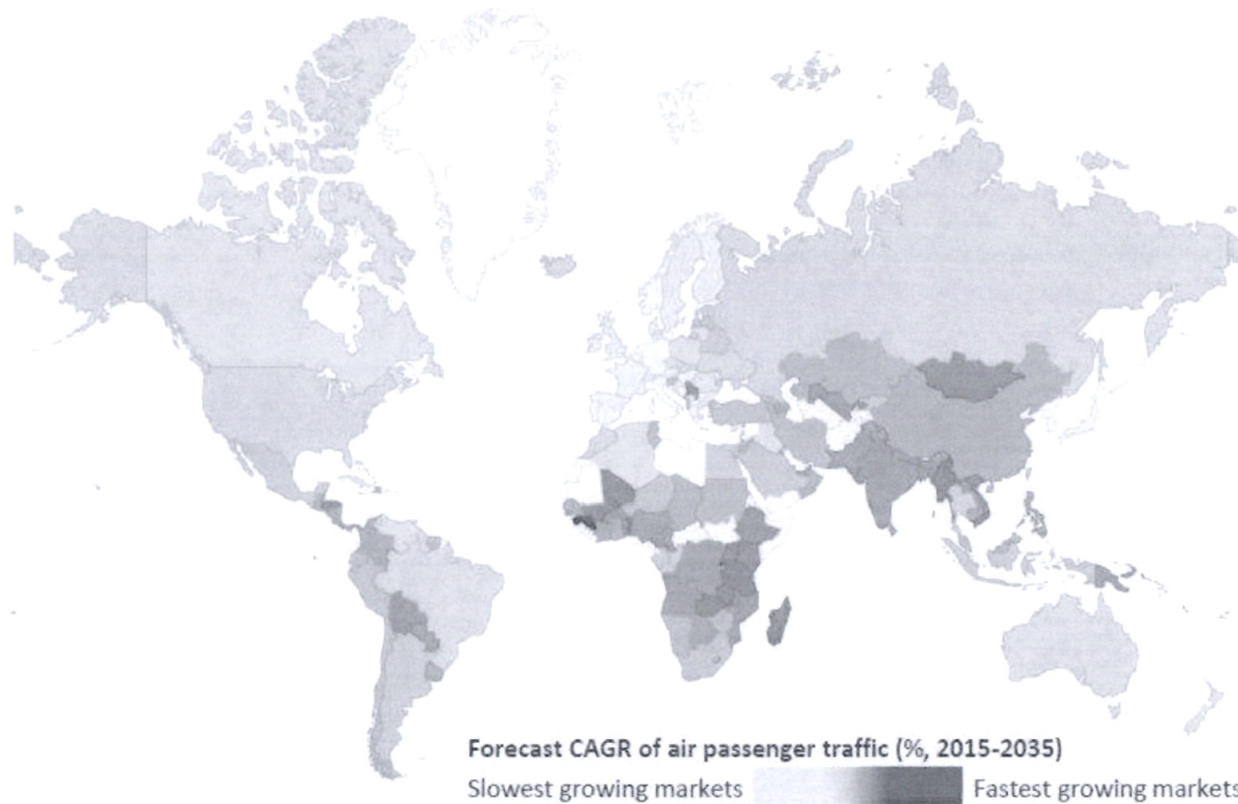 Forecast CAGR of air passenger traffic (%, 2015-2035)
Slowest growing markets Fastest growing markets